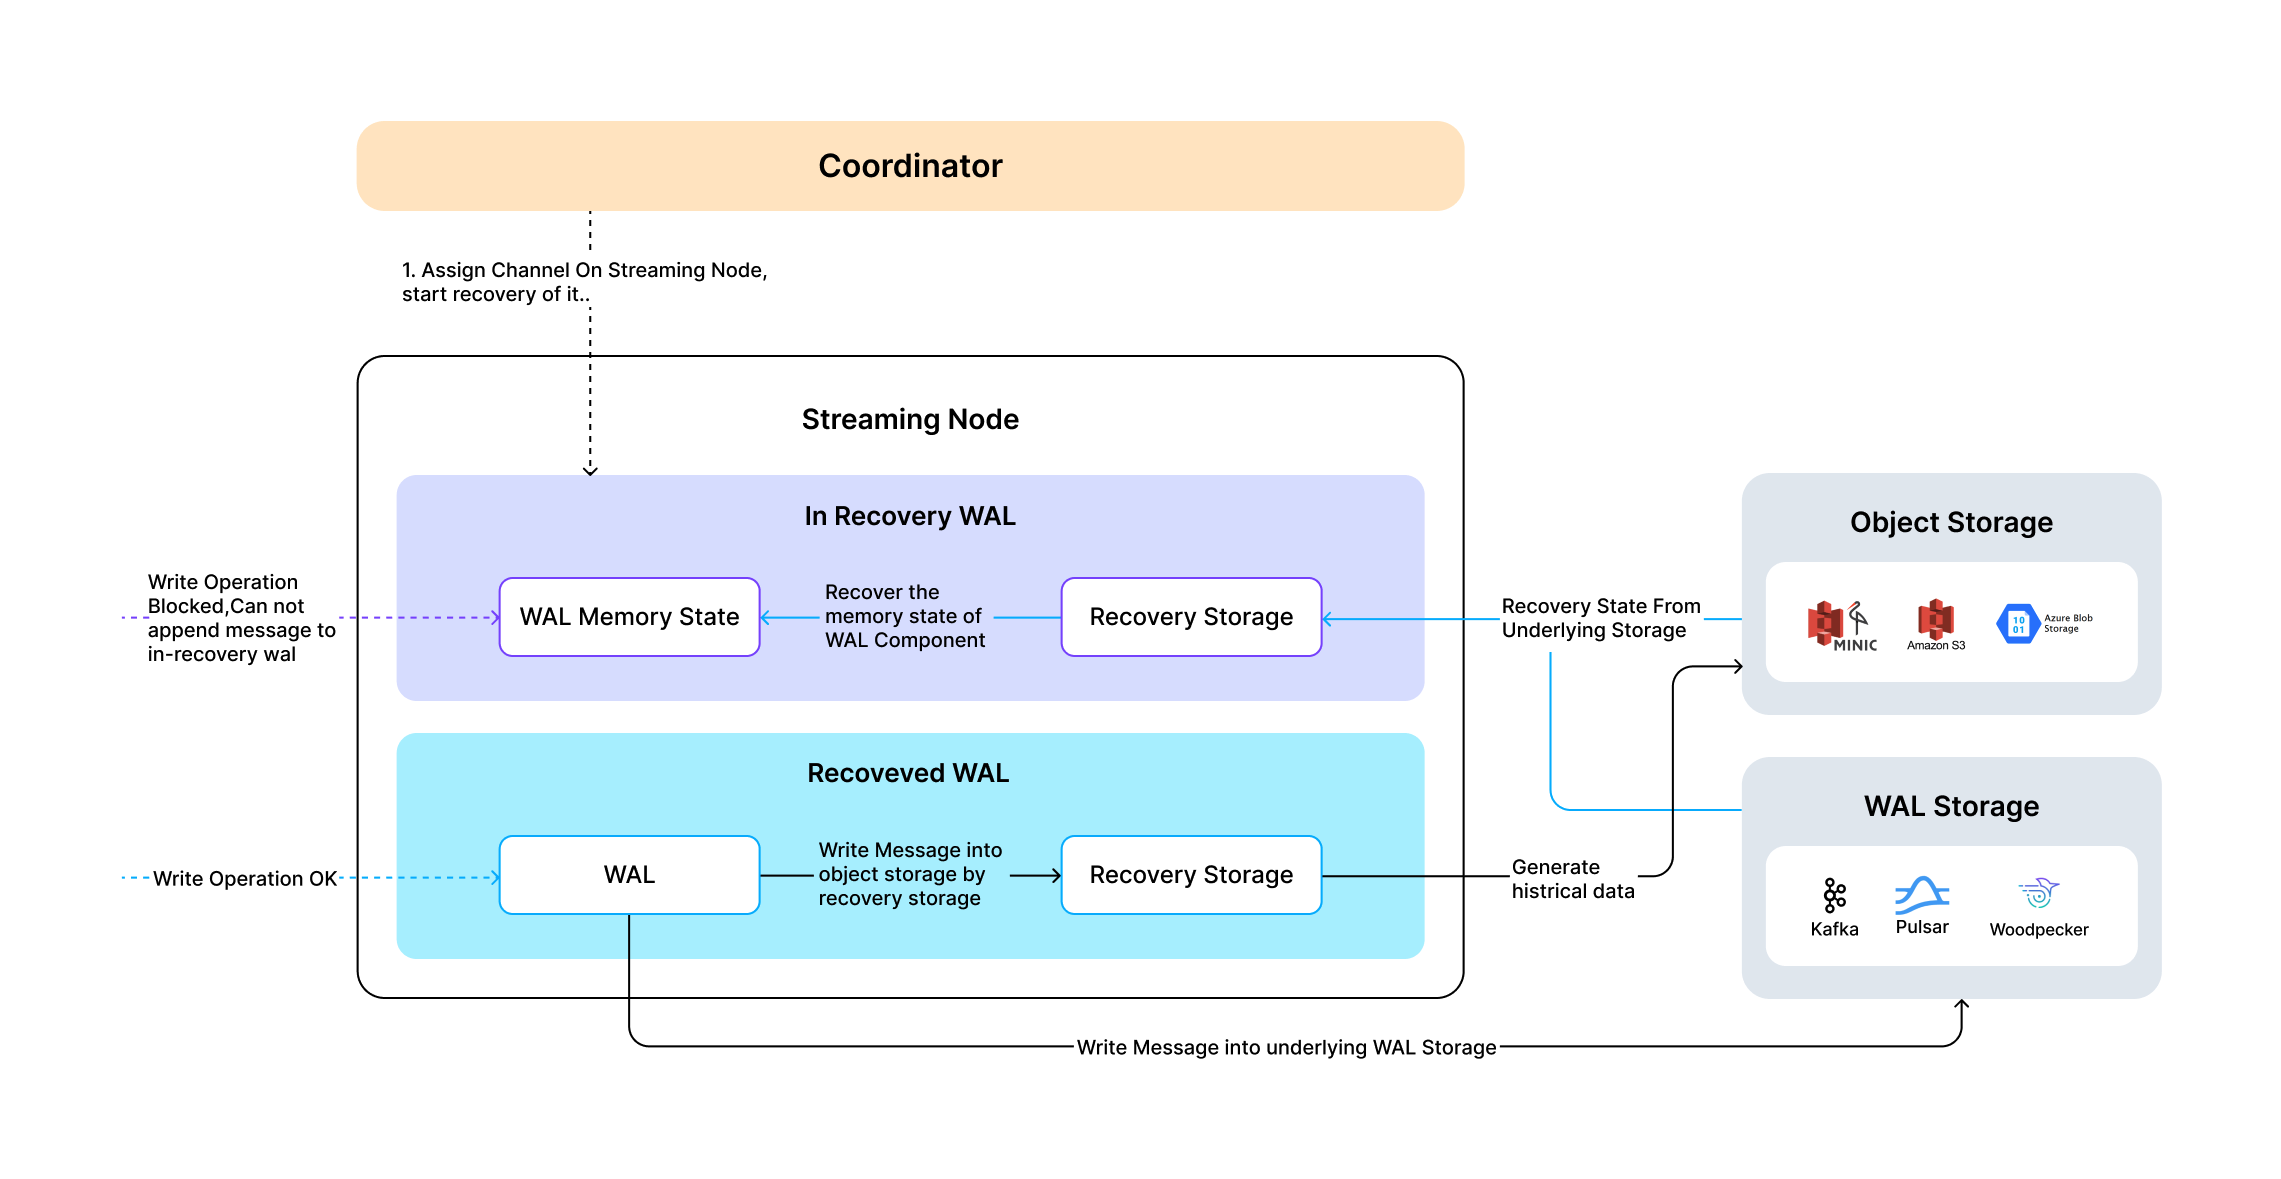 Coordinator
1. Assign Channel On Streaming Node,
start recovery of it..
Streaming Node
In Recovery WAL
Write Operation
Blocked,Can not
append message to
in-recovery wal
WAL Memory State
Recover the
memory state of
WAL Component
Recovery Storage
Recovery State From
Underlying Storage
Object Storage
MINIC
Amazon S3
10
01
Azure Blob
Storage
Recoveved WAL
Write Operation OK
WAL
Write Message into
object storage by
recovery storage
Recovery Storage
Generate
histrical data
WAL Storage
Kafka
Pulsar
Woodpecker
Write Message into underlying WAL Storage